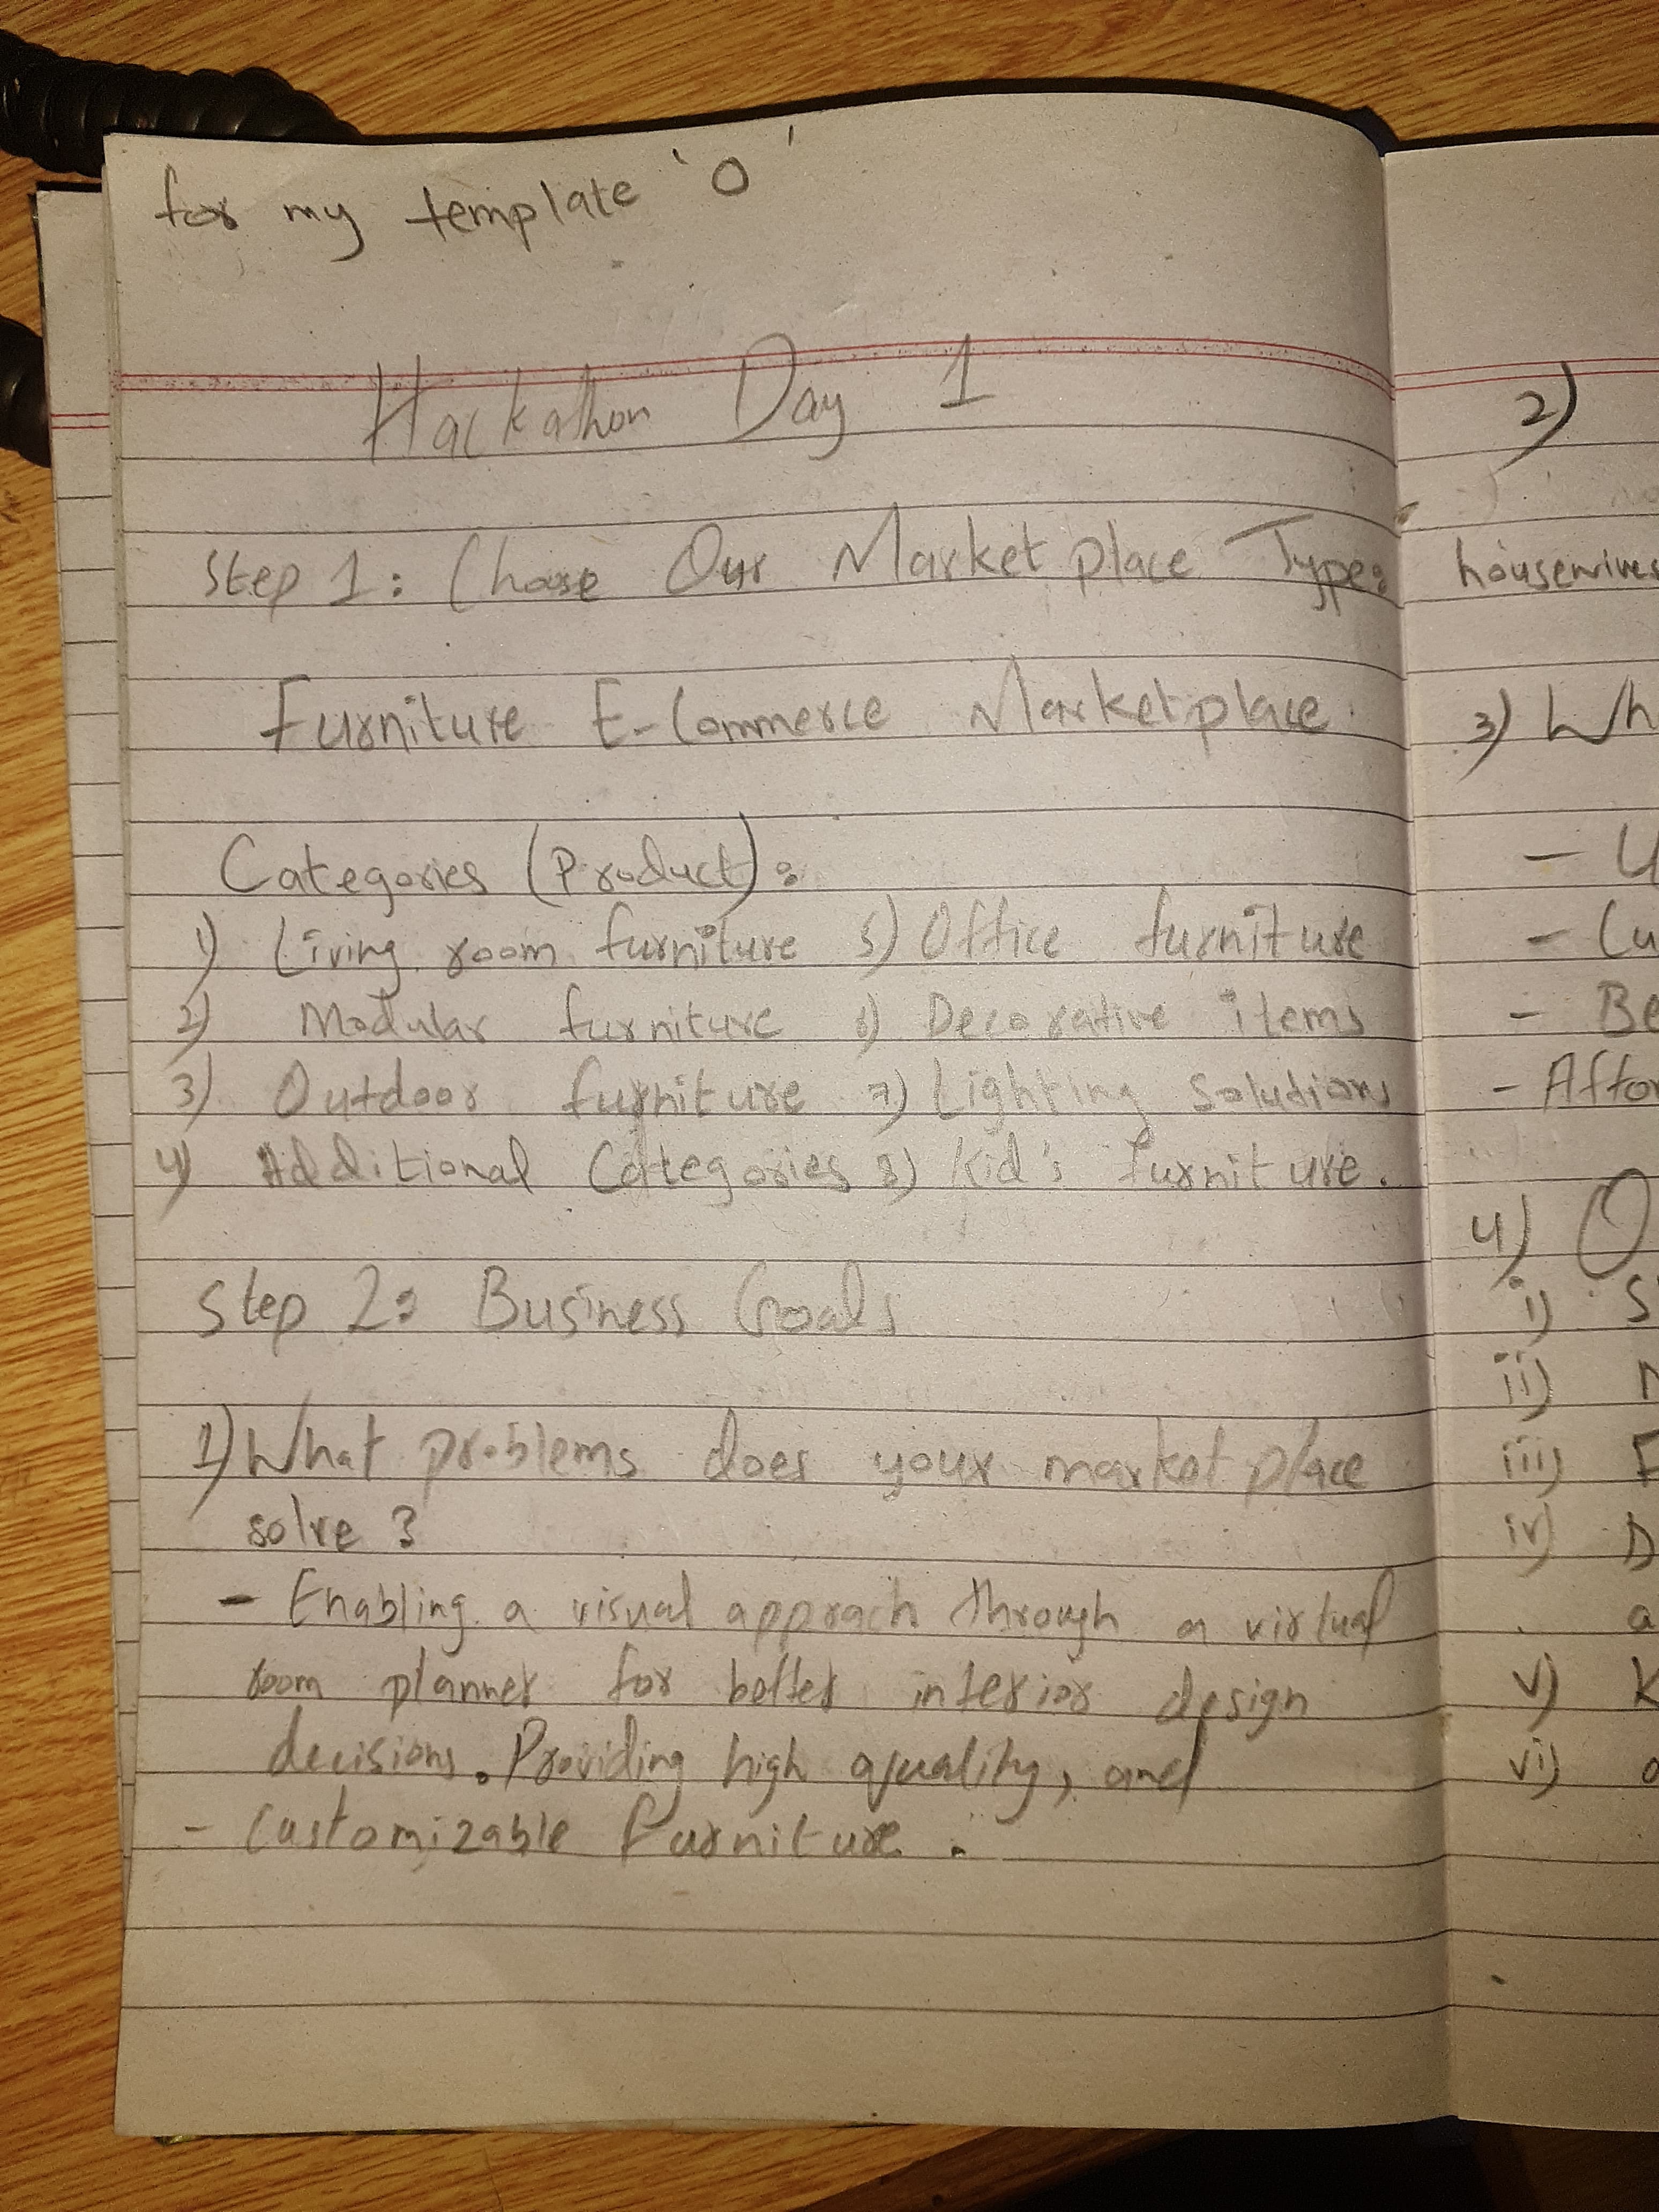 for my template 'O'
Hackathon Day 1
Step 1: Choose Our Market place Type:
Furniture E-Commerce Marketplace.
Categories (Product):
1) Living room furniture 5) Office furniture
2) Modular furniture 6) Decorative items
3) Outdoor furniture 7) Lighting solutions
4) Additional Categories 8) Kid's furniture.
Step 2: Business Goals
1) What problems does your market place
solve ?
- Enabling a visual apprach through a virtual
room planner for better interior design
decisions. Providing high quality, and
- Customizable furniture.
2)
housewives
3) Wh
- U
- Cu
- Be
- Affor
4) O
i) S
ii)
iii) F
iv) D
a
v) K
vi)